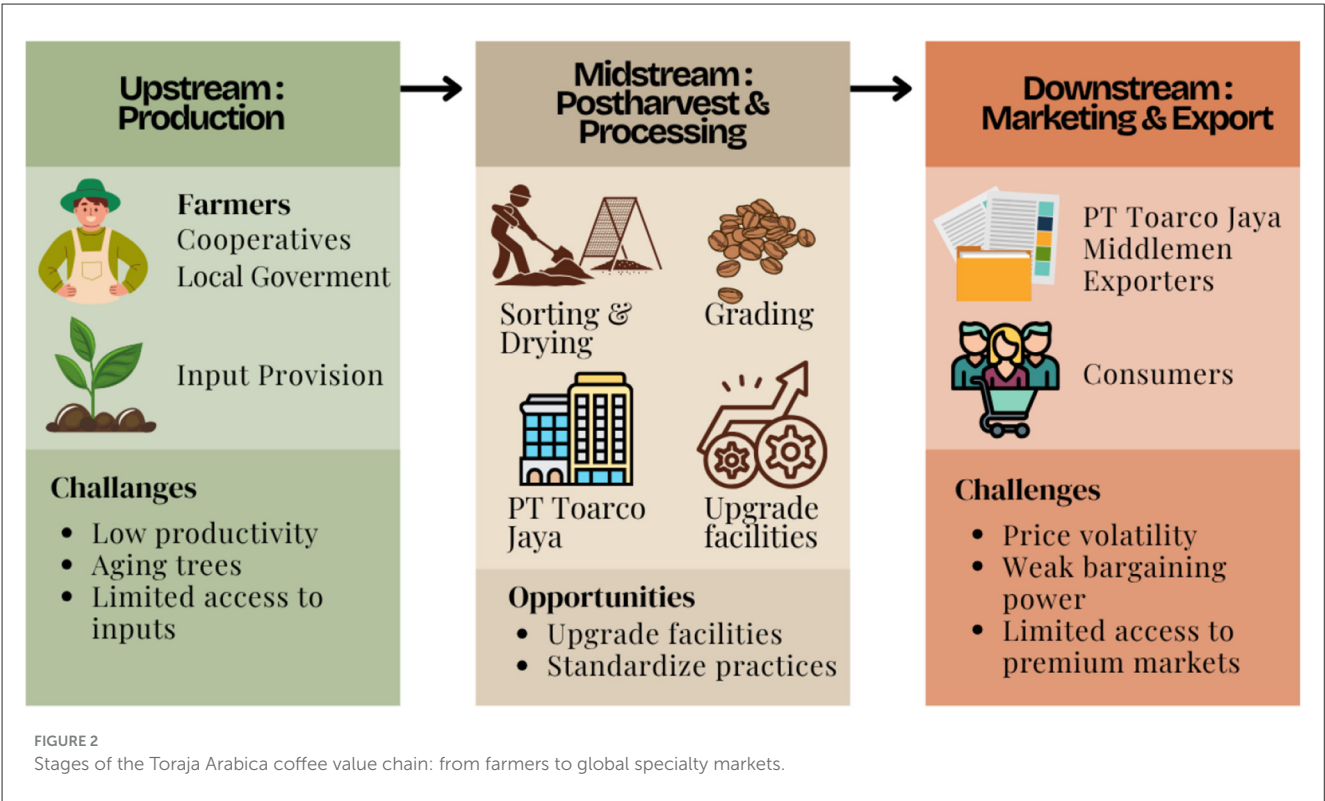 Upstream :
Production
Farmers
Cooperatives
Local Goverment
Input Provision
Challanges
• Low productivity
• Aging trees
• Limited access to
inputs
Midstream :
Postharvest &
Processing
Sorting &
Drying
Grading
PT Toarco
Jaya
Upgrade
facilities
Opportunities
• Upgrade facilities
• Standardize practices
Downstream :
Marketing & Export
PT Toarco Jaya
Middlemen
Exporters
Consumers
Challenges
• Price volatility
• Weak bargaining
power
• Limited access to
premium markets
FIGURE 2
Stages of the Toraja Arabica coffee value chain: from farmers to global specialty markets.